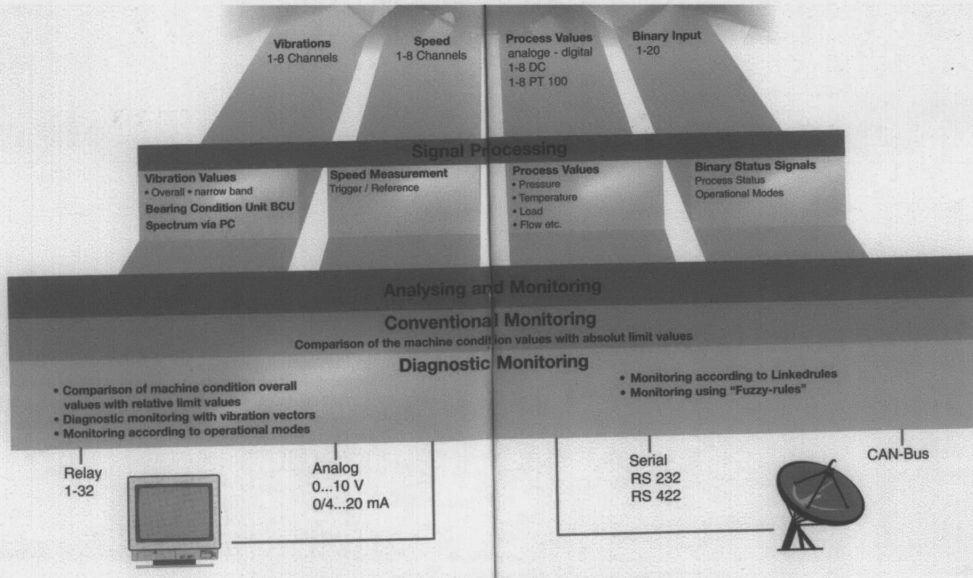 Vibrations
1-8 Channels
Speed
1-8 Channels
Process Values
analoge - digital
1-8 DC
1-8 PT 100
Binary Input
1-20
Signal Processing
Vibration Values
• Overall • narrow band
Bearing Condition Unit BCU
Spectrum via PC
Speed Measurement
Trigger / Reference
Process Values
• Pressure
• Temperature
• Load
• Flow etc.
Binary Status Signals
Process Status
Operational Modes
Analysing and Monitoring
Conventional Monitoring
Comparison of the machine condition values with absolut limit values
Diagnostic Monitoring
• Comparison of machine condition overall
values with relative limit values
• Diagnostic monitoring with vibration vectors
• Monitoring according to operational modes
• Monitoring according to Linkedrules
• Monitoring using “Fuzzy-rules”
Relay
1-32
Analog
0...10 V
0/4...20 mA
Serial
RS 232
RS 422
CAN-Bus